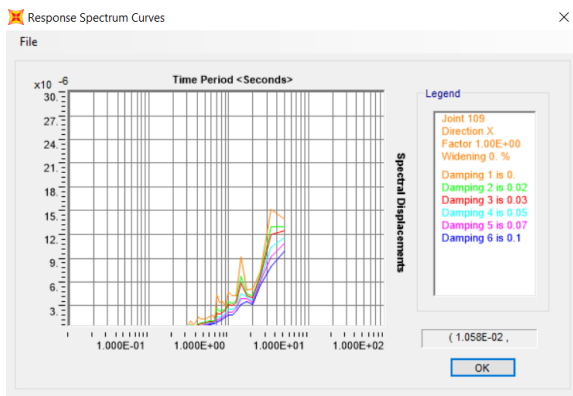 Response Spectrum Curves
File
Time Period <Seconds>
x10 -6
30.
27.
24.
21.
18.
15.
12.
9.
6.
3.
1.000E-01 1.000E+00 1.000E+01 1.000E+02
Spectral Displacements
Legend
Joint 109
Direction X
Factor 1.00E+00
Widening 0. %
Damping 1 is 0.
Damping 2 is 0.02
Damping 3 is 0.03
Damping 4 is 0.05
Damping 5 is 0.07
Damping 6 is 0.1
( 1.058E-02 ,
OK